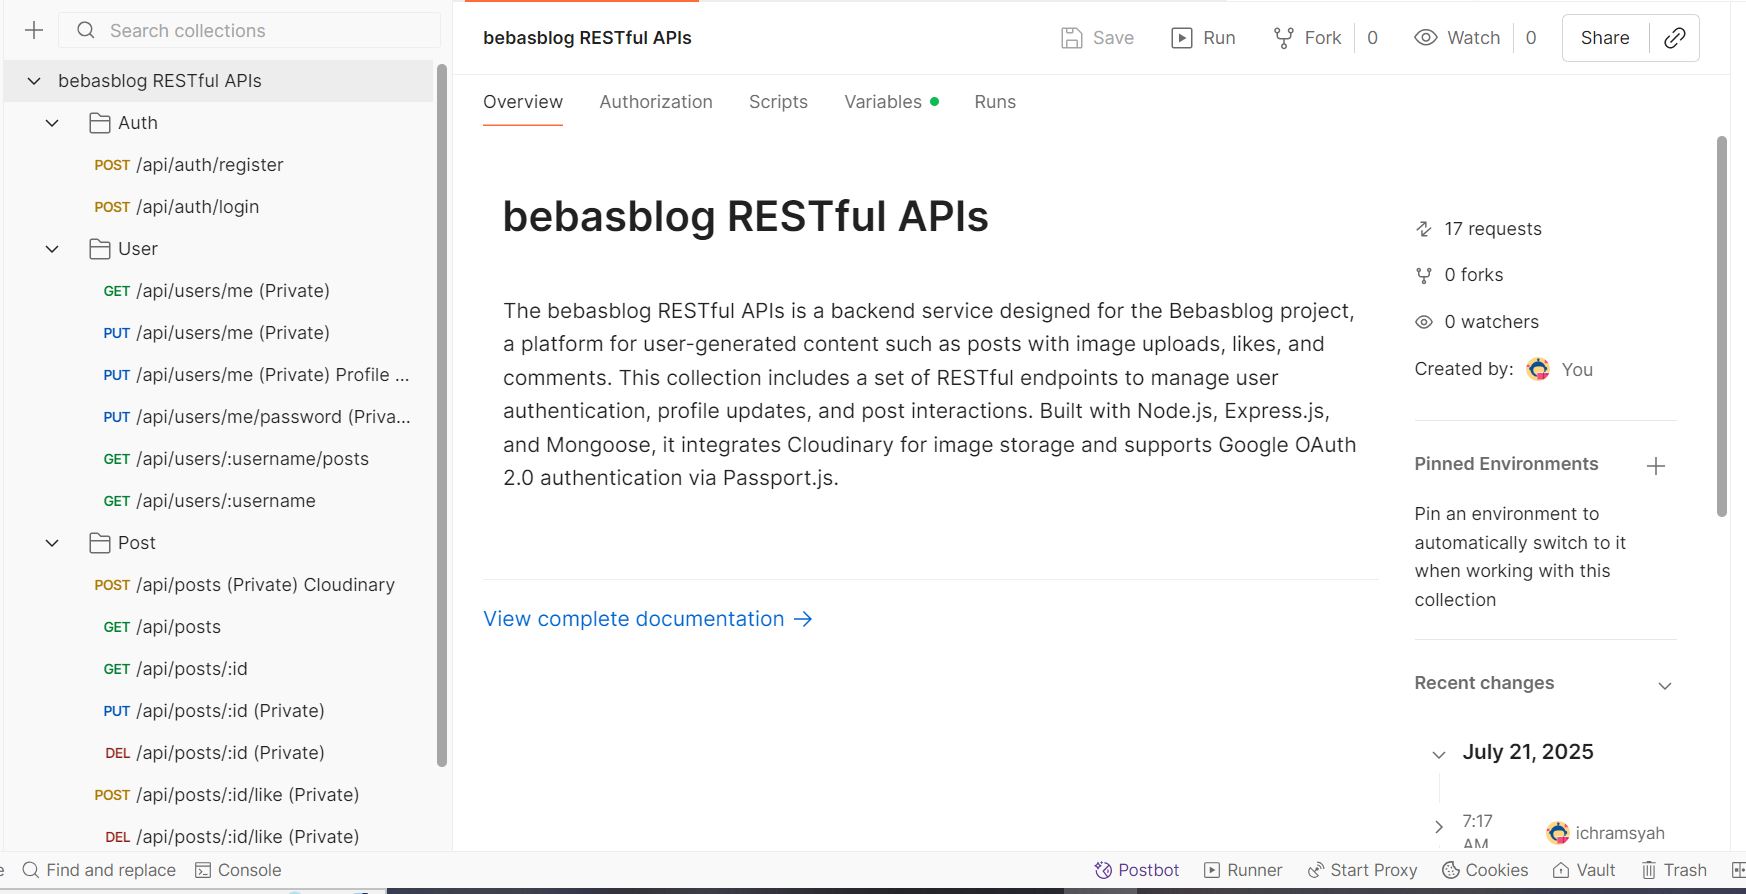 Search collections
bebasblog RESTful APIs
Auth
POST /api/auth/register
POST /api/auth/login
User
GET /api/users/me (Private)
PUT /api/users/me (Private)
PUT /api/users/me (Private) Profile ...
PUT /api/users/me/password (Priva...
GET /api/users/:username/posts
GET /api/users/:username
Post
POST /api/posts (Private) Cloudinary
GET /api/posts
GET /api/posts/:id
PUT /api/posts/:id (Private)
DEL /api/posts/:id (Private)
POST /api/posts/:id/like (Private)
DEL /api/posts/:id/like (Private)
bebasblog RESTful APIs
Save Run Fork 0 Watch 0 Share
Overview Authorization Scripts Variables Runs
bebasblog RESTful APIs
The bebasblog RESTful APIs is a backend service designed for the Bebasblog project,
a platform for user-generated content such as posts with image uploads, likes, and
comments. This collection includes a set of RESTful endpoints to manage user
authentication, profile updates, and post interactions. Built with Node.js, Express.js,
and Mongoose, it integrates Cloudinary for image storage and supports Google OAuth
2.0 authentication via Passport.js.
View complete documentation →
17 requests
0 forks
0 watchers
Created by: You
Pinned Environments
Pin an environment to
automatically switch to it
when working with this
collection
Recent changes
July 21, 2025
7:17
AM
ichramsyah
Find and replace Console Postbot Runner Start Proxy Cookies Vault Trash